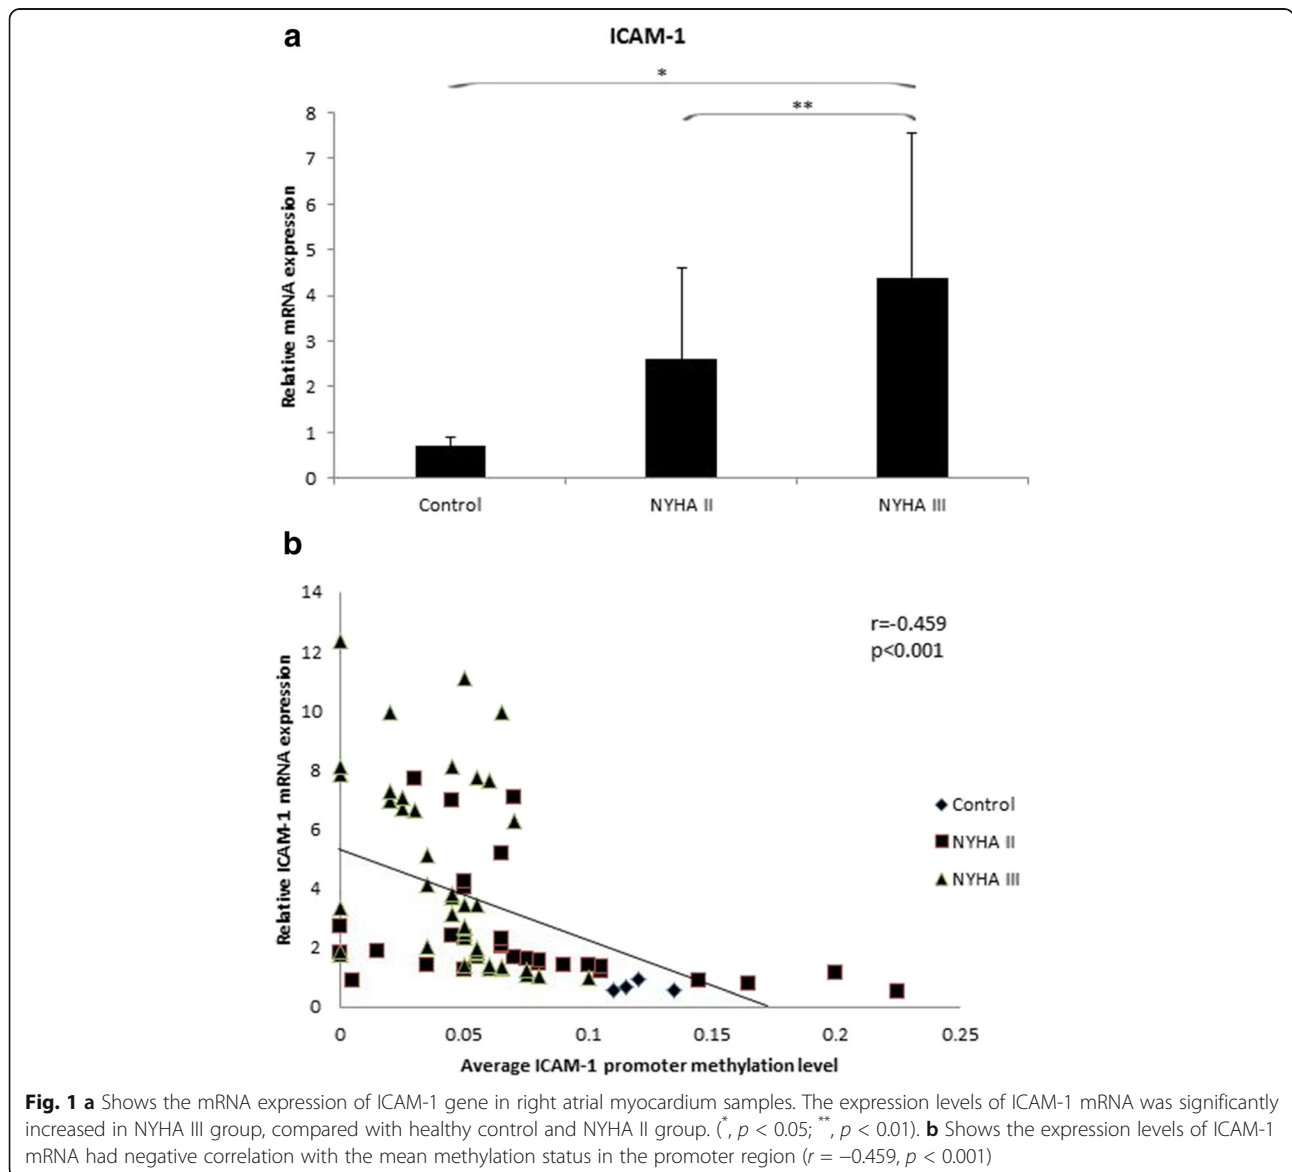 a
ICAM-1
*
**
Relative mRNA expression
8
7
6
5
4
3
2
1
0
Control NYHA II NYHA III
b
Relative ICAM-1 mRNA expression
14
12
10
8
6
4
2
0
r=-0.459
p<0.001
Control
NYHA II
NYHA III
0 0.05 0.1 0.15 0.2 0.25
Average ICAM-1 promoter methylation level
Fig. 1 a Shows the mRNA expression of ICAM-1 gene in right atrial myocardium samples. The expression levels of ICAM-1 mRNA was significantly
increased in NYHA III group, compared with healthy control and NYHA II group. (*, p < 0.05; **, p < 0.01). b Shows the expression levels of ICAM-1
mRNA had negative correlation with the mean methylation status in the promoter region (r = −0.459, p < 0.001)